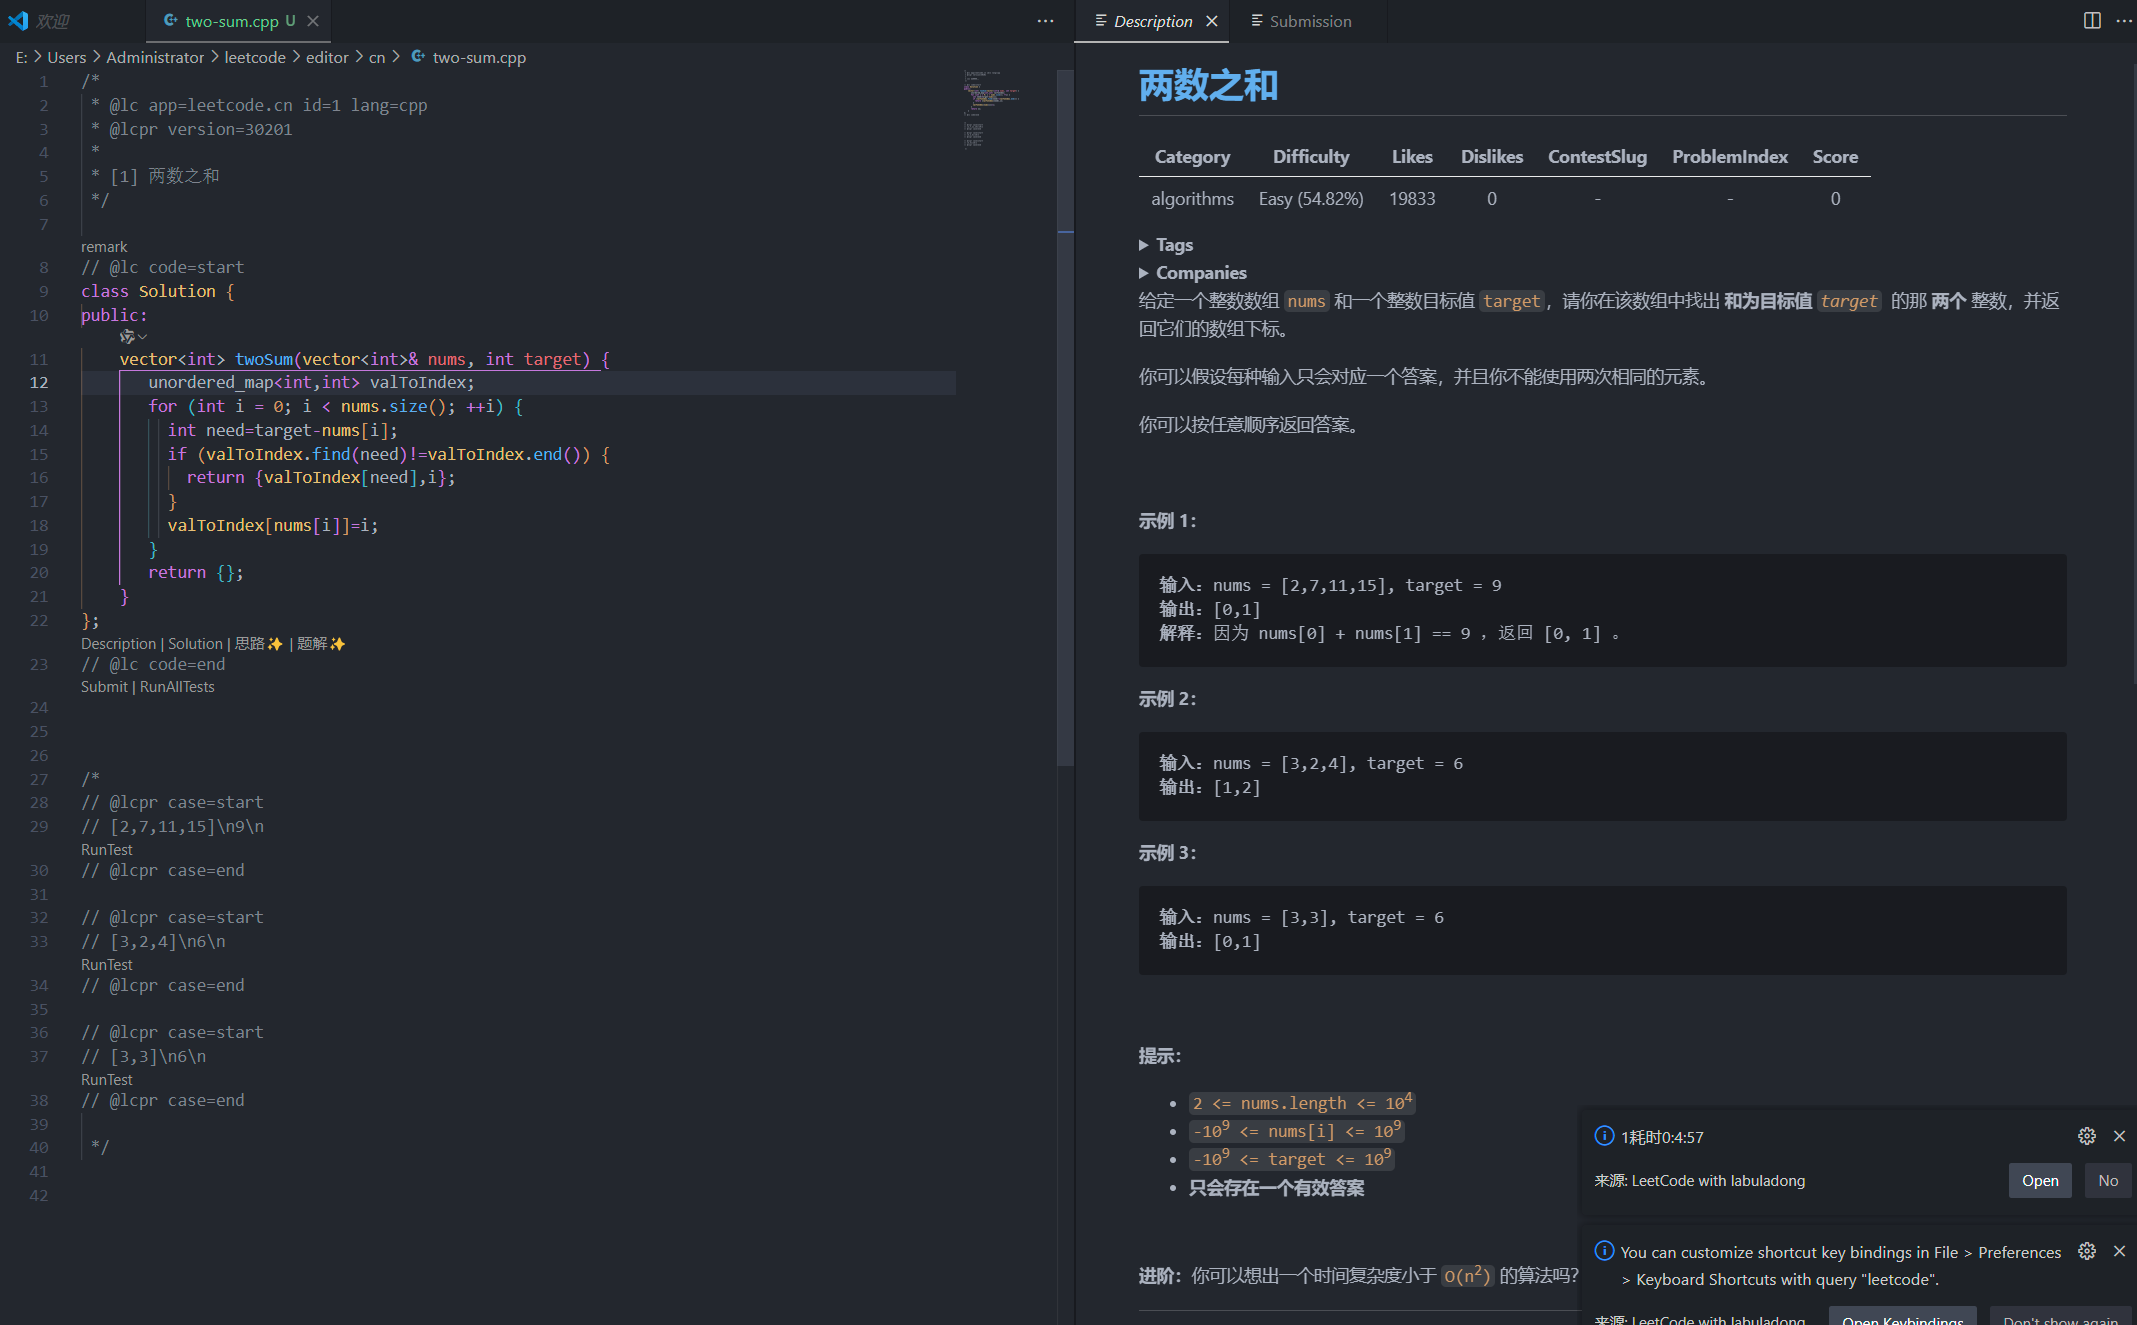 欢迎
two-sum.cpp U
E: > Users > Administrator > leetcode > editor > cn > two-sum.cpp
1 /*
2 * @lc app=leetcode.cn id=1 lang=cpp
3 * @lcpr version=30201
4 *
5 * [1] 两数之和
6 */
7
remark
8 // @lc code=start
9 class Solution {
10 public:
11 vector<int> twoSum(vector<int>& nums, int target) {
12 unordered_map<int,int> valToIndex;
13 for (int i = 0; i < nums.size(); ++i) {
14 int need=target-nums[i];
15 if (valToIndex.find(need)!=valToIndex.end()) {
16 return {valToIndex[need],i};
17 }
18 valToIndex[nums[i]]=i;
19 }
20 return {};
21 }
22 };
Description | Solution | 思路✨ | 题解✨
23 // @lc code=end
Submit | RunAllTests
24
25
26
27 /*
28 // @lcpr case=start
29 // [2,7,11,15]\n9\n
RunTest
30 // @lcpr case=end
31
32 // @lcpr case=start
33 // [3,2,4]\n6\n
RunTest
34 // @lcpr case=end
35
36 // @lcpr case=start
37 // [3,3]\n6\n
RunTest
38 // @lcpr case=end
39
40 */
41
42
Description
Submission
两数之和
Category Difficulty Likes Dislikes ContestSlug ProblemIndex Score
algorithms Easy (54.82%) 19833 0 - - 0
Tags
Companies
给定一个整数数组 nums 和一个整数目标值 target，请你在该数组中找出 和为目标值 target 的那 两个 整数，并返
回它们的数组下标。
你可以假设每种输入只会对应一个答案，并且你不能使用两次相同的元素。
你可以按任意顺序返回答案。
示例 1：
输入：nums = [2,7,11,15], target = 9
输出：[0,1]
解释：因为 nums[0] + nums[1] == 9 ，返回 [0, 1] 。
示例 2：
输入：nums = [3,2,4], target = 6
输出：[1,2]
示例 3：
输入：nums = [3,3], target = 6
输出：[0,1]
提示：
• 2 <= nums.length <= 10⁴
• -10⁹ <= nums[i] <= 10⁹
• -10⁹ <= target <= 10⁹
• 只会存在一个有效答案
进阶：你可以想出一个时间复杂度小于 O(n²) 的算法吗？
1耗时0:4:57
来源: LeetCode with labuladong
Open
No
You can customize shortcut key bindings in File > Preferences
> Keyboard Shortcuts with query "leetcode".
来源: LeetCode with labuladong
Open Keybindings
Don't show again